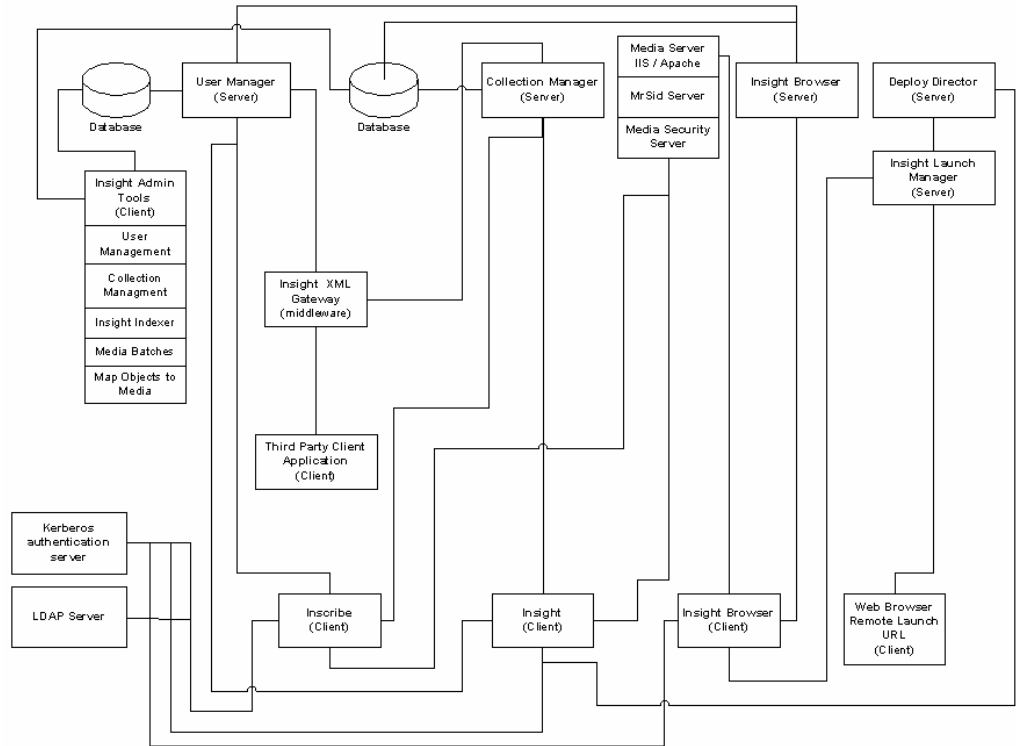 Media Server
IIS / Apache
MrSid Server
Media Security
Server
User Manager
(Server)
Collection Manager
(Server)
Insight Browser
(Server)
Deploy Director
(Server)
Database
Database
Insight Launch
Manager
(Server)
Insight Admin
Tools
(Client)
User
Management
Collection
Managment
Insight Indexer
Media Batches
Map Objects to
Media
Insight XML
Gateway
(middleware)
Third Party Client
Application
(Client)
Kerberos
authentication
server
LDAP Server
Inscribe
(Client)
Insight
(Client)
Insight Browser
(Client)
Web Browser
Remote Launch
URL
(Client)